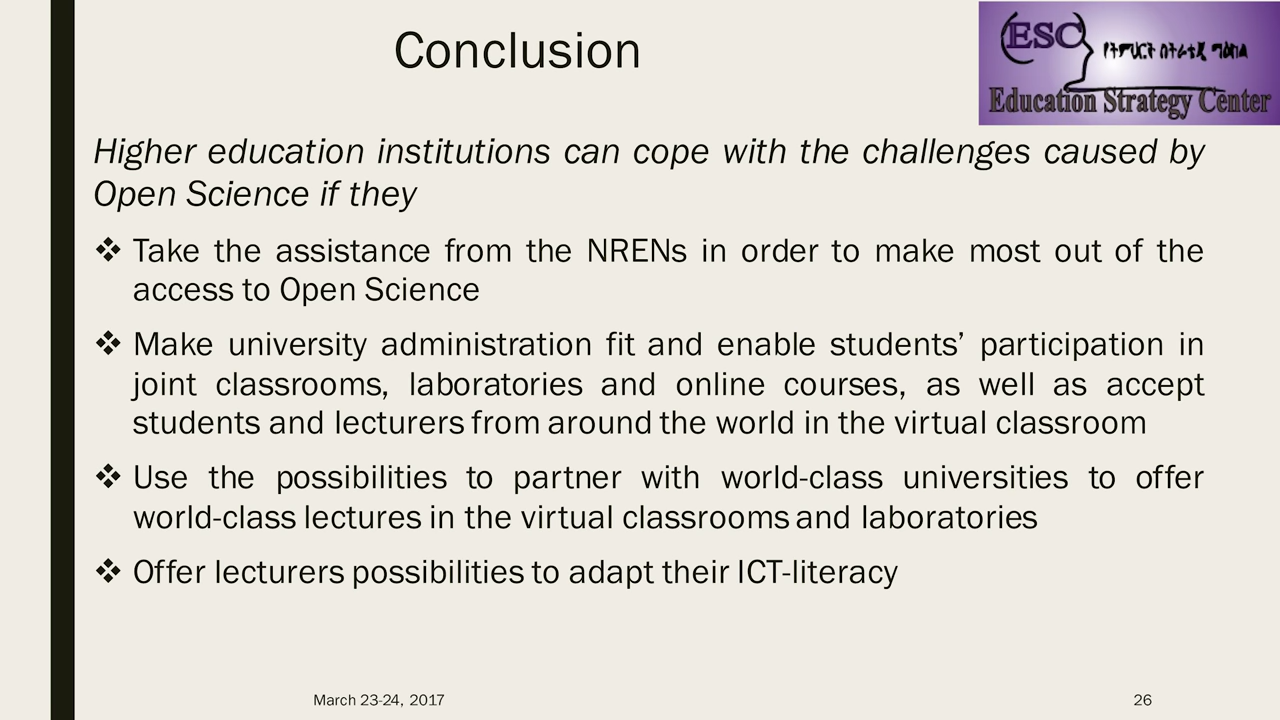 Conclusion
ESC
የትምህርት ስትራቴጂ ማዕከል
Education Strategy Center
Higher education institutions can cope with the challenges caused by
Open Science if they
❖ Take the assistance from the NRENs in order to make most out of the
access to Open Science
❖ Make university administration fit and enable students’ participation in
joint classrooms, laboratories and online courses, as well as accept
students and lecturers from around the world in the virtual classroom
❖ Use the possibilities to partner with world-class universities to offer
world-class lectures in the virtual classrooms and laboratories
❖ Offer lecturers possibilities to adapt their ICT-literacy
March 23-24, 2017
26